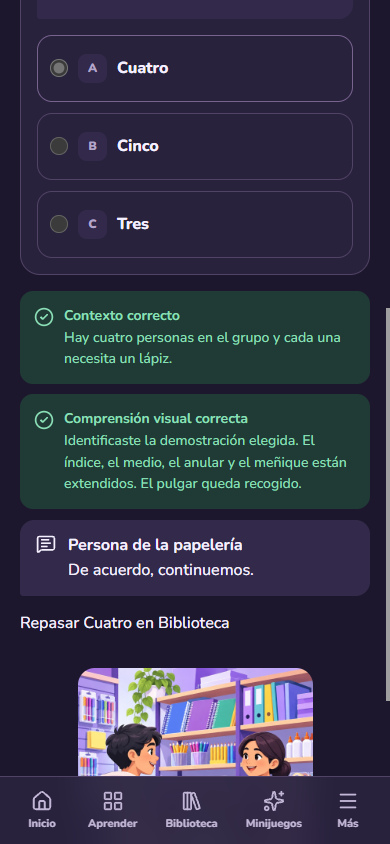 A Cuatro
B Cinco
C Tres
Contexto correcto
Hay cuatro personas en el grupo y cada una
necesita un lápiz.
Comprensión visual correcta
Identificaste la demostración elegida. El
índice, el medio, el anular y el meñique están
extendidos. El pulgar queda recogido.
Persona de la papelería
De acuerdo, continuemos.
Repasar Cuatro en Biblioteca
Inicio
Aprender
Biblioteca
Minijuegos
Más